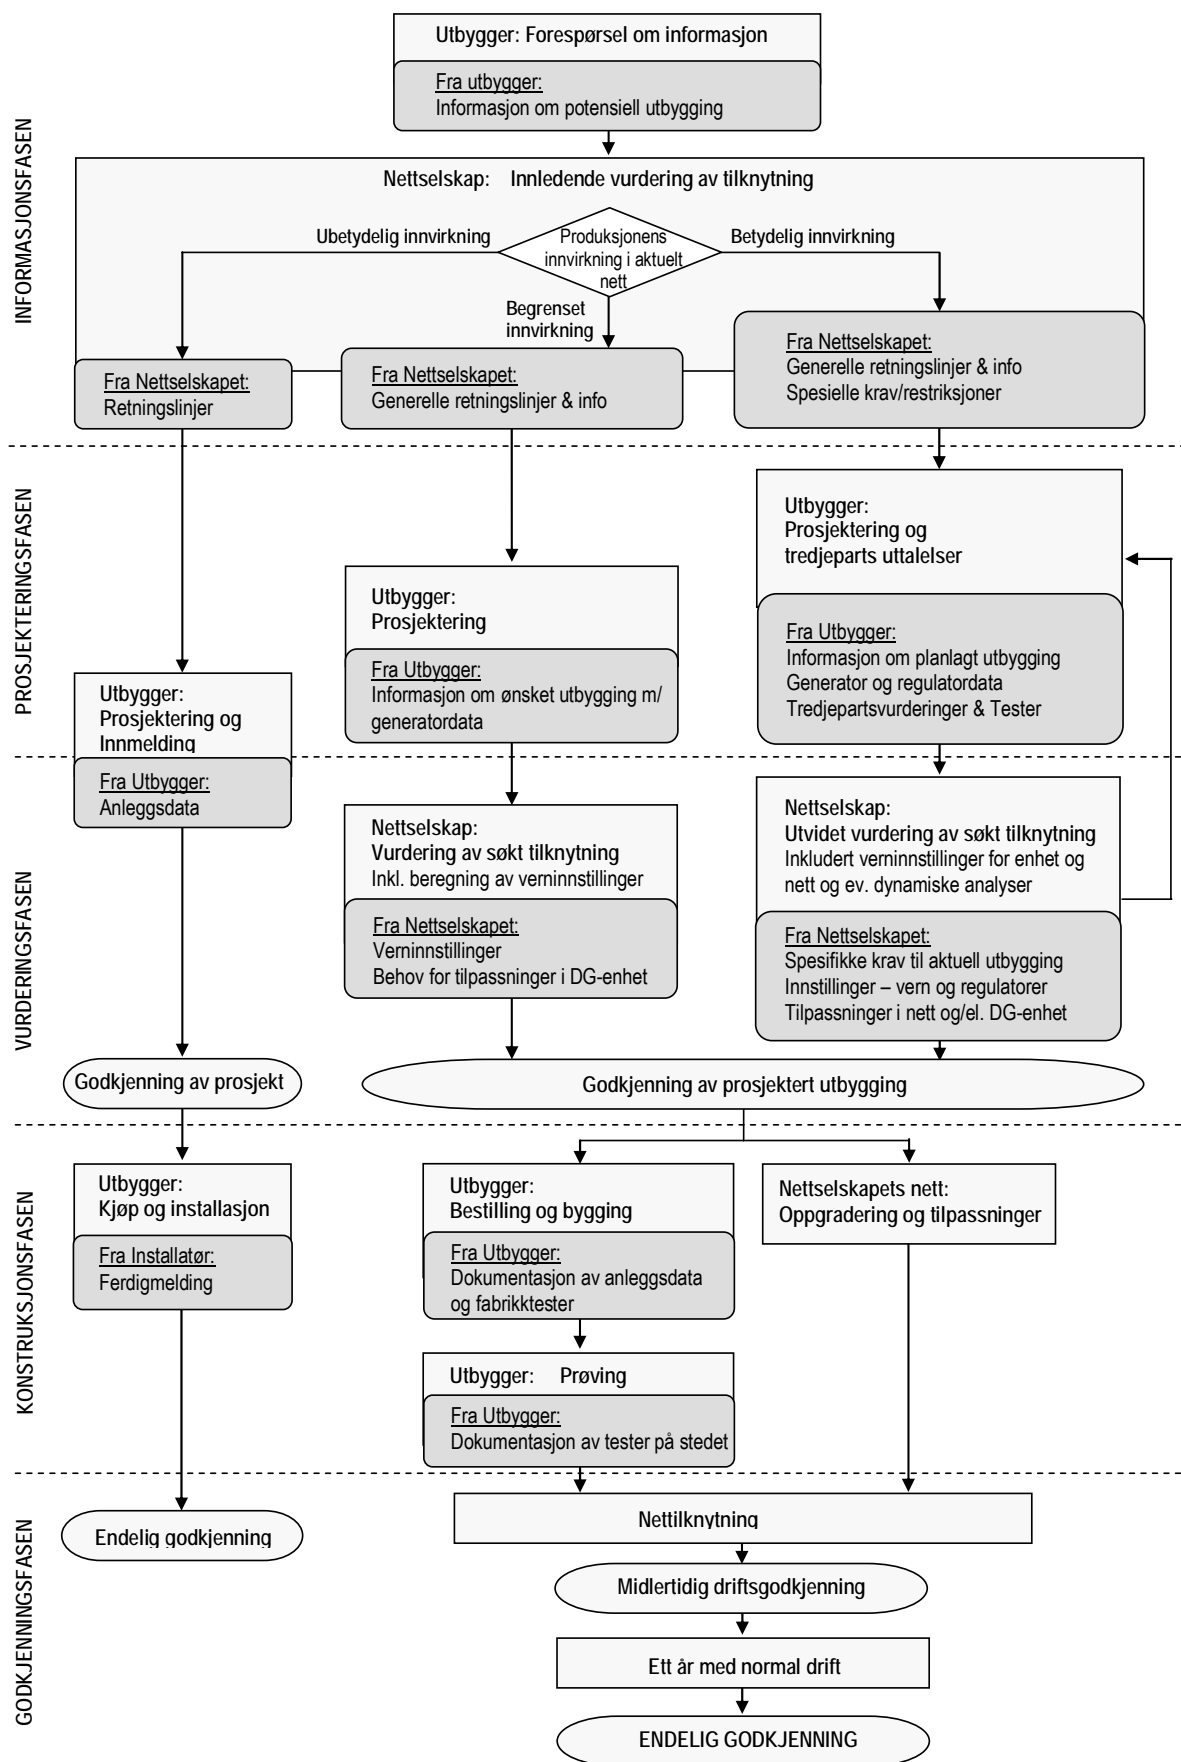 Utbygger: Forespørsel om informasjon
Fra utbygger:
Informasjon om potensiell utbygging
INFORMASJONSFASEN
Nettselskap: Innledende vurdering av tilknytning
Ubetydelig innvirkning
Produksjonens
innvirkning i aktuelt
nett
Betydelig innvirkning
Begrenset
innvirkning
Fra Nettselskapet:
Retningslinjer
Fra Nettselskapet:
Generelle retningslinjer & info
Fra Nettselskapet:
Generelle retningslinjer & info
Spesielle krav/restriksjoner
PROSJEKTERINGSFASEN
Utbygger:
Prosjektering og
Innmelding
Fra Utbygger:
Anleggsdata
Utbygger:
Prosjektering
Fra Utbygger:
Informasjon om ønsket utbygging m/
generatordata
Utbygger:
Prosjektering og
tredjeparts uttalelser
Fra Utbygger:
Informasjon om planlagt utbygging
Generator og regulatordata
Tredjepartsvurderinger & Tester
VURDERINGSFASEN
Nettselskap:
Vurdering av søkt tilknytning
Inkl. beregning av verninnstillinger
Fra Nettselskapet:
Verninnstillinger
Behov for tilpassninger i DG-enhet
Nettselskap:
Utvidet vurdering av søkt tilknytning
Inkludert verninnstillinger for enhet og
nett og ev. dynamiske analyser
Fra Nettselskapet:
Spesifikke krav til aktuell utbygging
Innstillinger – vern og regulatorer
Tilpassninger i nett og/el. DG-enhet
Godkjenning av prosjekt
Godkjenning av prosjektert utbygging
KONSTRUKSJONSFASEN
Utbygger:
Kjøp og installasjon
Fra Installatør:
Ferdigmelding
Utbygger:
Bestilling og bygging
Fra Utbygger:
Dokumentasjon av anleggsdata
og fabrikktester
Nettselskapets nett:
Oppgradering og tilpassninger
Utbygger: Prøving
Fra Utbygger:
Dokumentasjon av tester på stedet
GODKJENNINGSFASEN
Endelig godkjenning
Nettilknytning
Midlertidig driftsgodkjenning
Ett år med normal drift
ENDELIG GODKJENNING